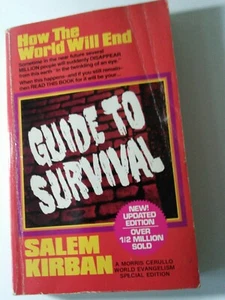 How The
World Will End
Sometime in the near future several
MILLION people will suddenly DISAPPEAR
from this earth "in the twinkling of an eye."
When this happens—and if you still remain—
then READ THIS BOOK for it will be your...
GUIDE TO
SURVIVAL
NEW!
UPDATED
EDITION
OVER
1/2 MILLION
SOLD
SALEM
KIRBAN
A MORRIS CERULLO
WORLD EVANGELISM
SPECIAL EDITION